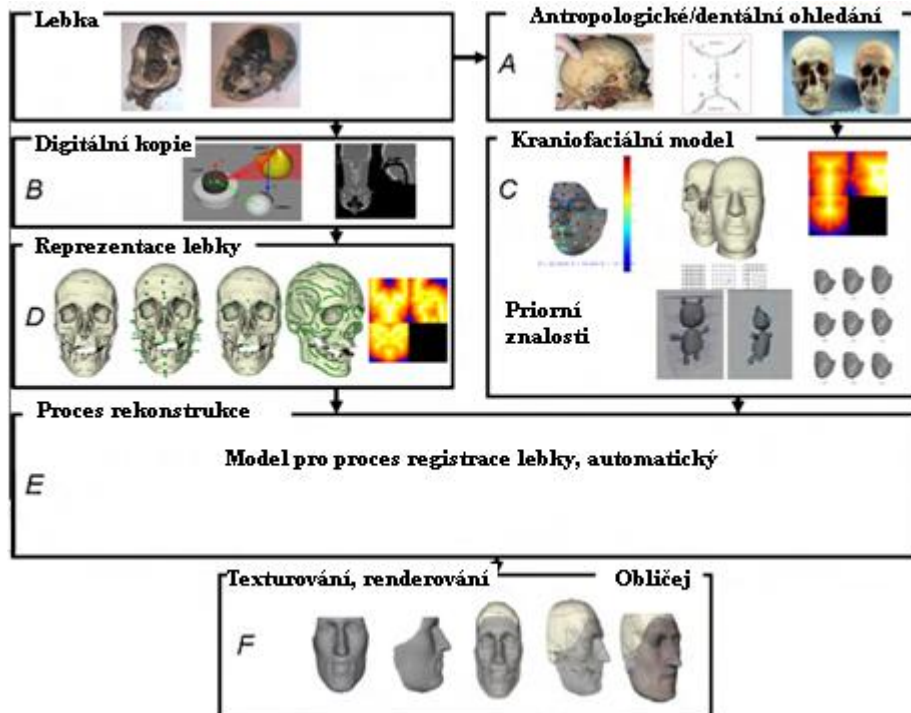 Lebka
Antropologické/dentální ohledání
A
Digitální kopie
B
Kraniofaciální model
C
Reprezentace lebky
D
Priorní
znalosti
Proces rekonstrukce
Model pro proces registrace lebky, automatický
E
Texturování, renderování
Obličej
F